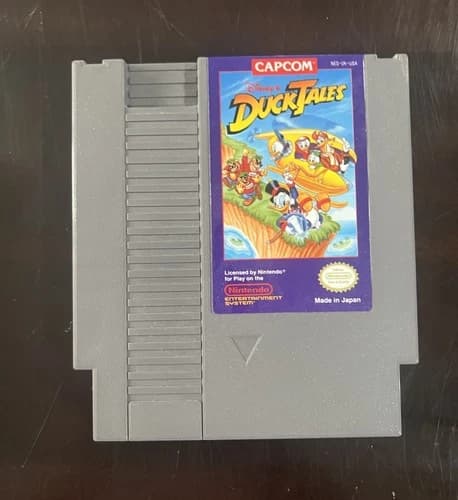 CAPCOM
NES-UK-USA
Disney's
DUCKTALES
Licensed by Nintendo®
for Play on the
Nintendo
ENTERTAINMENT
SYSTEM
Made in Japan